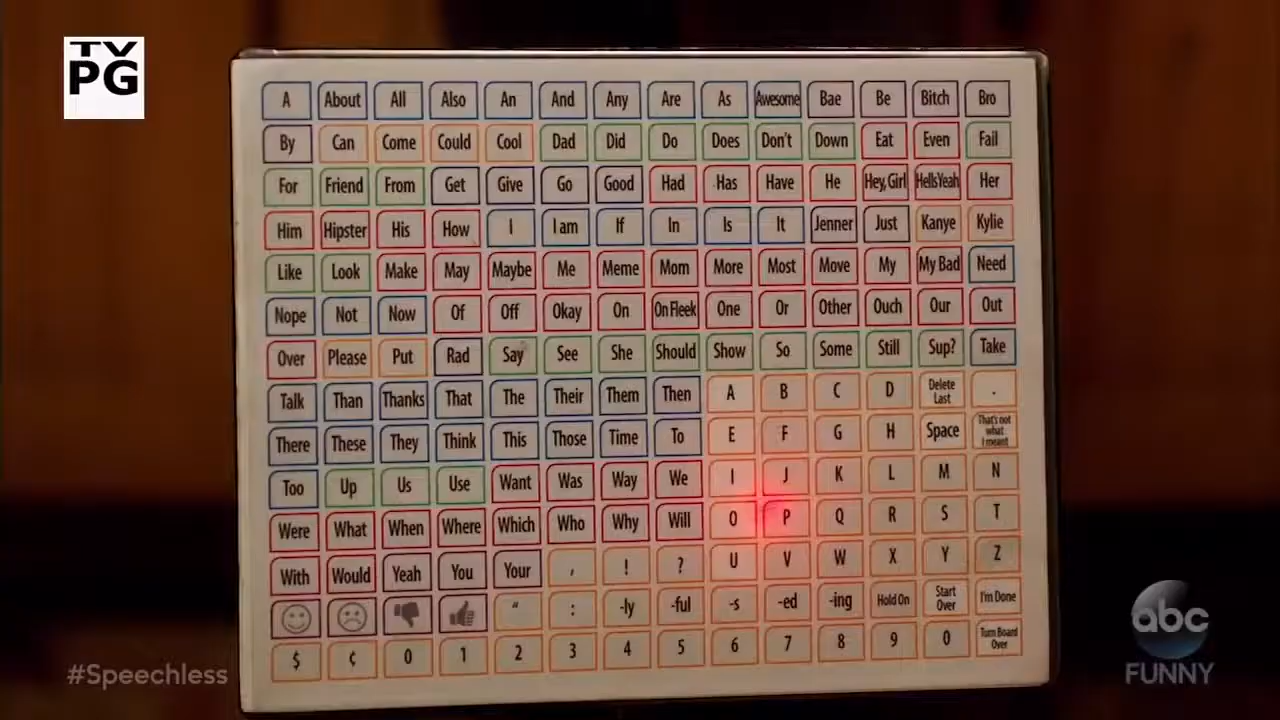 TV
PG
A About All Also An And Any Are As Awesome Bae Be Bitch Bro
By Can Come Could Cool Dad Did Do Does Don't Down Eat Even Fail
For Friend From Get Give Go Good Had Has Have He Hey, Girl Hells Yeah Her
Him Hipster His How I I am If In Is It Jenner Just Kanye Kylie
Like Look Make May Maybe Me Meme Mom More Most Move My My Bad Need
Nope Not Now Of Off Okay On On Fleek One Or Other Ouch Our Out
Over Please Put Rad Say See She Should Show So Some Still Sup? Take
Talk Than Thanks That The Their Them Then A B C D Delete Last .
There These They Think This Those Time To E F G H Space That's not what I meant
Too Up Us Use Want Was Way We I J K L M N
Were What When Where Which Who Why Will O P Q R S T
With Would Yeah You Your , ! ? U V W X Y Z
“ : -ly -ful -s -ed -ing Hold On Start Over I'm Done
$ ¢ 0 1 2 3 4 5 6 7 8 9 0 Turn Board Over
#Speechless
abc
FUNNY